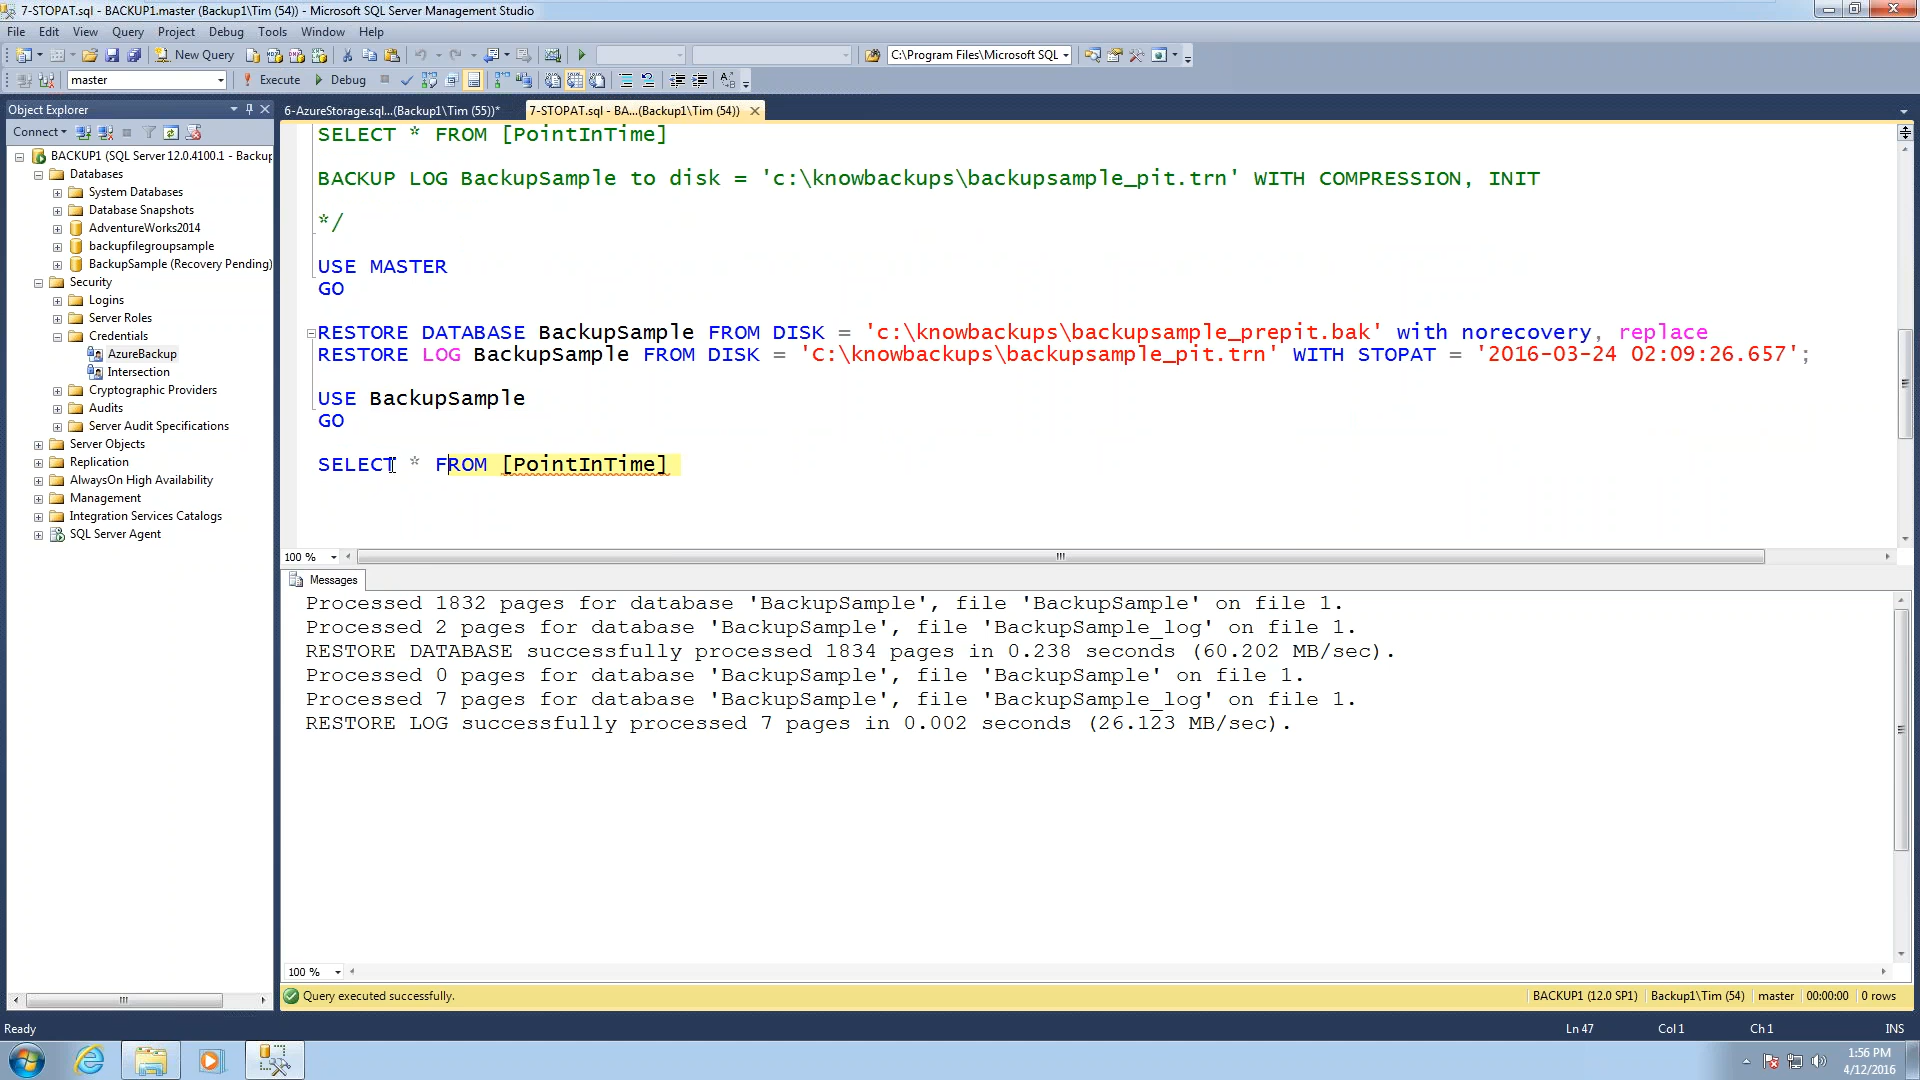 7-STOPAT.sql - BACKUP1.master (Backup1\Tim (54)) - Microsoft SQL Server Management Studio
File Edit View Query Project Debug Tools Window Help
New Query C:\Program Files\Microsoft SQL
master Execute Debug
Object Explorer
6-AzureStorage.sql...(Backup1\Tim (55))*
7-STOPAT.sql - BA...(Backup1\Tim (54))
Connect
BACKUP1 (SQL Server 12.0.4100.1 - Backup
Databases
System Databases
Database Snapshots
AdventureWorks2014
backupfilegroupsample
BackupSample (Recovery Pending)
Security
Logins
Server Roles
Credentials
AzureBackup
Intersection
Cryptographic Providers
Audits
Server Audit Specifications
Server Objects
Replication
AlwaysOn High Availability
Management
Integration Services Catalogs
SQL Server Agent
SELECT * FROM [PointInTime]
BACKUP LOG BackupSample to disk = 'c:\knowbackups\backupsample_pit.trn' WITH COMPRESSION, INIT
*/
USE MASTER
GO
RESTORE DATABASE BackupSample FROM DISK = 'c:\knowbackups\backupsample_prepit.bak' with norecovery, replace
RESTORE LOG BackupSample FROM DISK = 'C:\knowbackups\backupsample_pit.trn' WITH STOPAT = '2016-03-24 02:09:26.657';
USE BackupSample
GO
SELECT * FROM [PointInTime]
100 %
Messages
Processed 1832 pages for database 'BackupSample', file 'BackupSample' on file 1.
Processed 2 pages for database 'BackupSample', file 'BackupSample_log' on file 1.
RESTORE DATABASE successfully processed 1834 pages in 0.238 seconds (60.202 MB/sec).
Processed 0 pages for database 'BackupSample', file 'BackupSample' on file 1.
Processed 7 pages for database 'BackupSample', file 'BackupSample_log' on file 1.
RESTORE LOG successfully processed 7 pages in 0.002 seconds (26.123 MB/sec).
100 %
Query executed successfully. BACKUP1 (12.0 SP1) Backup1\Tim (54) master 00:00:00 0 rows
Ready Ln 47 Col 1 Ch 1 INS
1:56 PM
4/12/2016